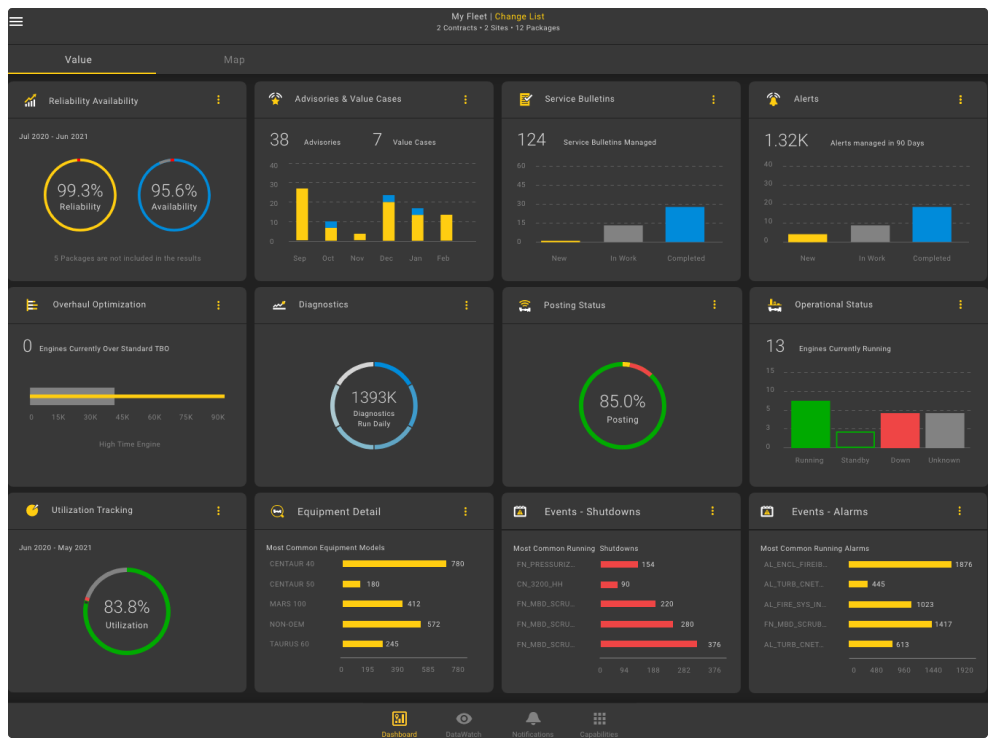 My Fleet | Change List
2 Contracts • 2 Sites • 12 Packages
Value
Map
Reliability Availability
Jul 2020 - Jun 2021
99.3%
Reliability
95.6%
Availability
5 Packages are not included in the results
Advisories & Value Cases
38 Advisories 7 Value Cases
40
30
20
10
0
Sep Oct Nov Dec Jan Feb
Service Bulletins
124 Service Bulletins Managed
60
45
30
15
0
New In Work Completed
Alerts
1.32K Alerts managed in 90 Days
40
30
20
10
0
New In Work Completed
Overhaul Optimization
0 Engines Currently Over Standard TBO
0 15K 30K 45K 60K 75K 90K
High Time Engine
Diagnostics
1393K
Diagnostics
Run Daily
Posting Status
85.0%
Posting
Operational Status
13 Engines Currently Running
15
10
5
3
0
Running Standby Down Unknown
Utilization Tracking
Jun 2020 - May 2021
83.8%
Utilization
Equipment Detail
Most Common Equipment Models
CENTAUR 40 780
CENTAUR 50 180
MARS 100 412
NON-OEM 572
TAURUS 60 245
0 195 390 585 780
Events - Shutdowns
Most Common Running Shutdowns
FN_PRESSURIZ... 154
CN_3200_HH 90
FN_MBD_SCRU... 220
FN_MBD_SCRU... 280
FN_MBD_SCRU... 376
0 94 188 282 376
Events - Alarms
Most Common Running Alarms
AL_ENCL_FIREIB... 1876
AL_TURB_CNET... 445
AL_FIRE_SYS_IN... 1023
FN_MBD_SCRUB... 1417
AL_TURB_CNET... 613
0 480 960 1440 1920
Dashboard
DataWatch
Notifications
Capabilities